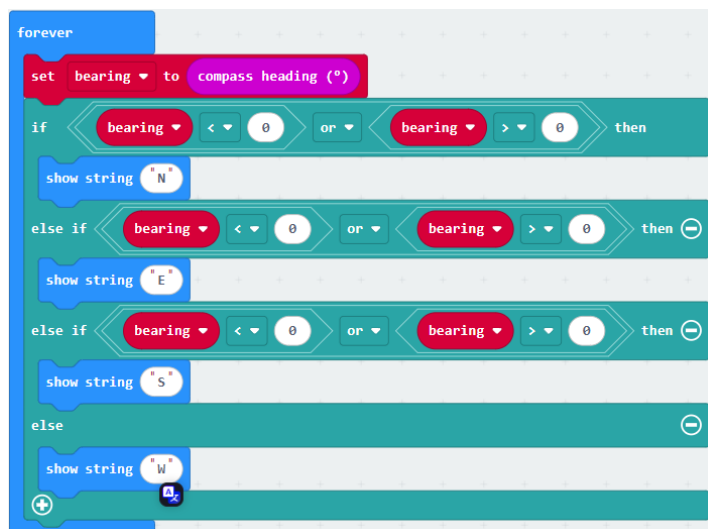 forever
set bearing to compass heading (º)
if bearing < 0 or bearing > 0 then
show string "N"
else if bearing < 0 or bearing > 0 then
show string "E"
else if bearing < 0 or bearing > 0 then
show string "S"
else
show string "W"
A